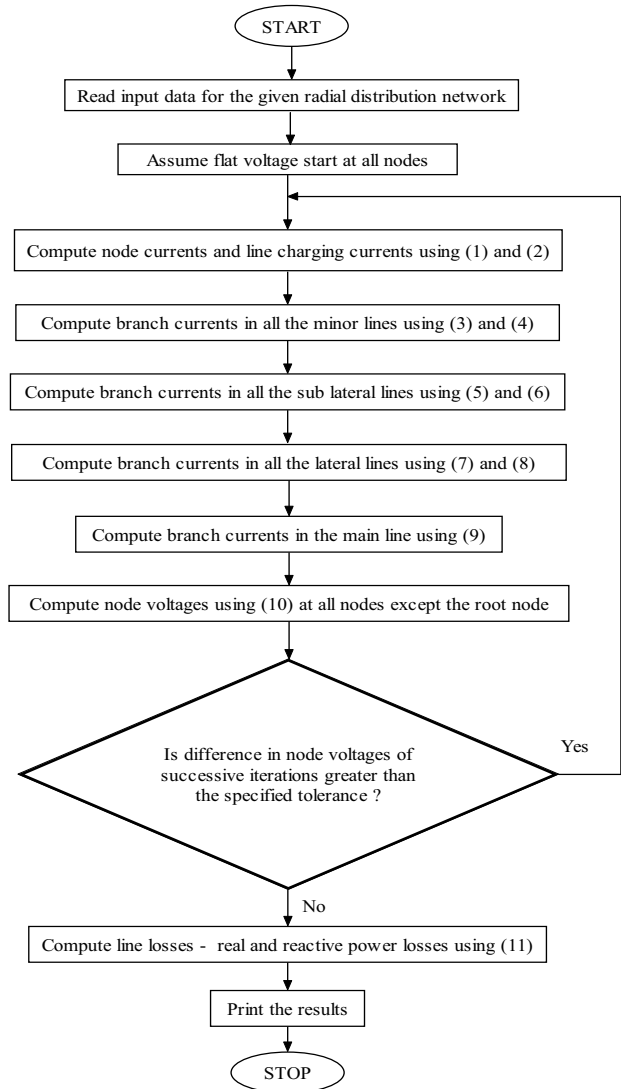 START
Read input data for the given radial distribution network
Assume flat voltage start at all nodes
Compute node currents and line charging currents using (1) and (2)
Compute branch currents in all the minor lines using (3) and (4)
Compute branch currents in all the sub lateral lines using (5) and (6)
Compute branch currents in all the lateral lines using (7) and (8)
Compute branch currents in the main line using (9)
Compute node voltages using (10) at all nodes except the root node
Is difference in node voltages of
successive iterations greater than
the specified tolerance ?
Yes
No
Compute line losses - real and reactive power losses using (11)
Print the results
STOP